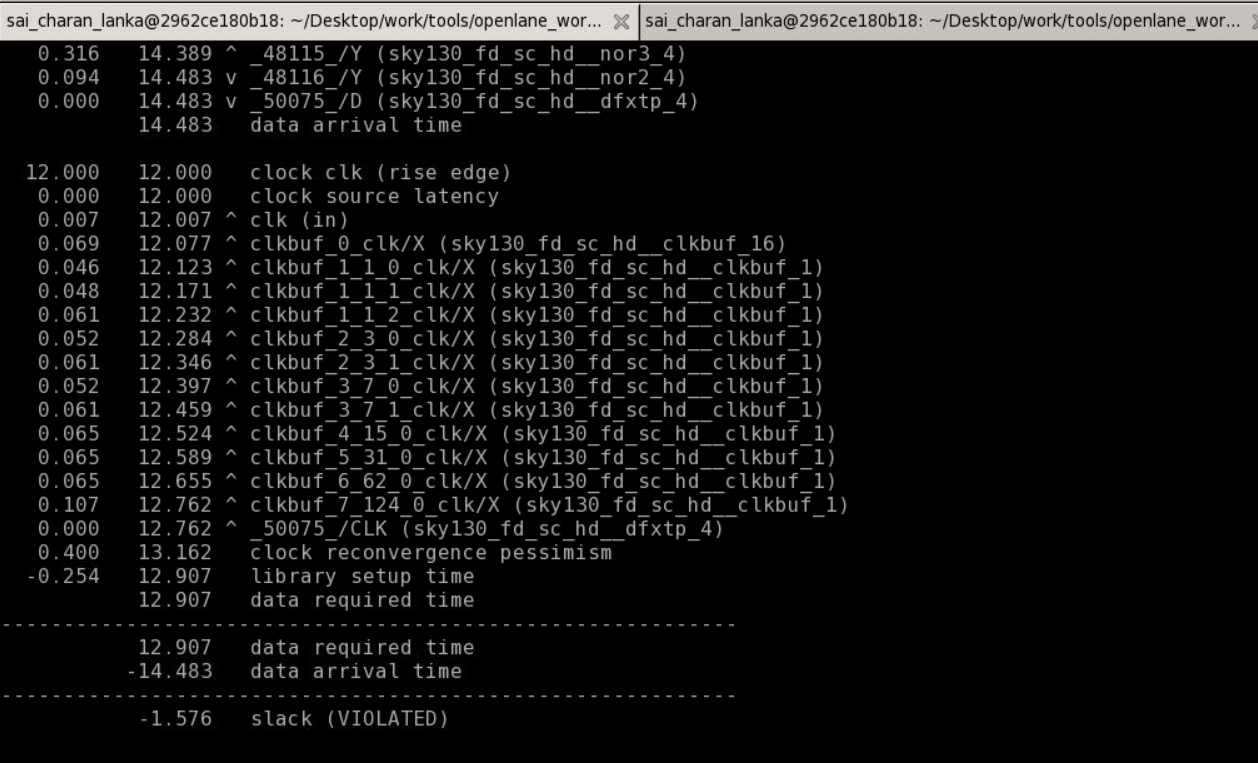 sai_charan_lanka@2962ce180b18: ~/Desktop/work/tools/openlane_wor... sai_charan_lanka@2962ce180b18: ~/Desktop/work/tools/openlane_wor...
0.316 14.389 ^ _48115_/Y (sky130_fd_sc_hd__nor3_4)
0.094 14.483 v _48116_/Y (sky130_fd_sc_hd__nor2_4)
0.000 14.483 v _50075_/D (sky130_fd_sc_hd__dfxtp_4)
14.483 data arrival time
12.000 12.000 clock clk (rise edge)
0.000 12.000 clock source latency
0.007 12.007 ^ clk (in)
0.069 12.077 ^ clkbuf_0_clk/X (sky130_fd_sc_hd__clkbuf_16)
0.046 12.123 ^ clkbuf_1_1_0_clk/X (sky130_fd_sc_hd__clkbuf_1)
0.048 12.171 ^ clkbuf_1_1_1_clk/X (sky130_fd_sc_hd__clkbuf_1)
0.061 12.232 ^ clkbuf_1_1_2_clk/X (sky130_fd_sc_hd__clkbuf_1)
0.052 12.284 ^ clkbuf_2_3_0_clk/X (sky130_fd_sc_hd__clkbuf_1)
0.061 12.346 ^ clkbuf_2_3_1_clk/X (sky130_fd_sc_hd__clkbuf_1)
0.052 12.397 ^ clkbuf_3_7_0_clk/X (sky130_fd_sc_hd__clkbuf_1)
0.061 12.459 ^ clkbuf_3_7_1_clk/X (sky130_fd_sc_hd__clkbuf_1)
0.065 12.524 ^ clkbuf_4_15_0_clk/X (sky130_fd_sc_hd__clkbuf_1)
0.065 12.589 ^ clkbuf_5_31_0_clk/X (sky130_fd_sc_hd__clkbuf_1)
0.065 12.655 ^ clkbuf_6_62_0_clk/X (sky130_fd_sc_hd__clkbuf_1)
0.107 12.762 ^ clkbuf_7_124_0_clk/X (sky130_fd_sc_hd__clkbuf_1)
0.000 12.762 ^ _50075_/CLK (sky130_fd_sc_hd__dfxtp_4)
0.400 13.162 clock reconvergence pessimism
-0.254 12.907 library setup time
12.907 data required time
-----------------------------------------------------------
12.907 data required time
-14.483 data arrival time
-----------------------------------------------------------
-1.576 slack (VIOLATED)